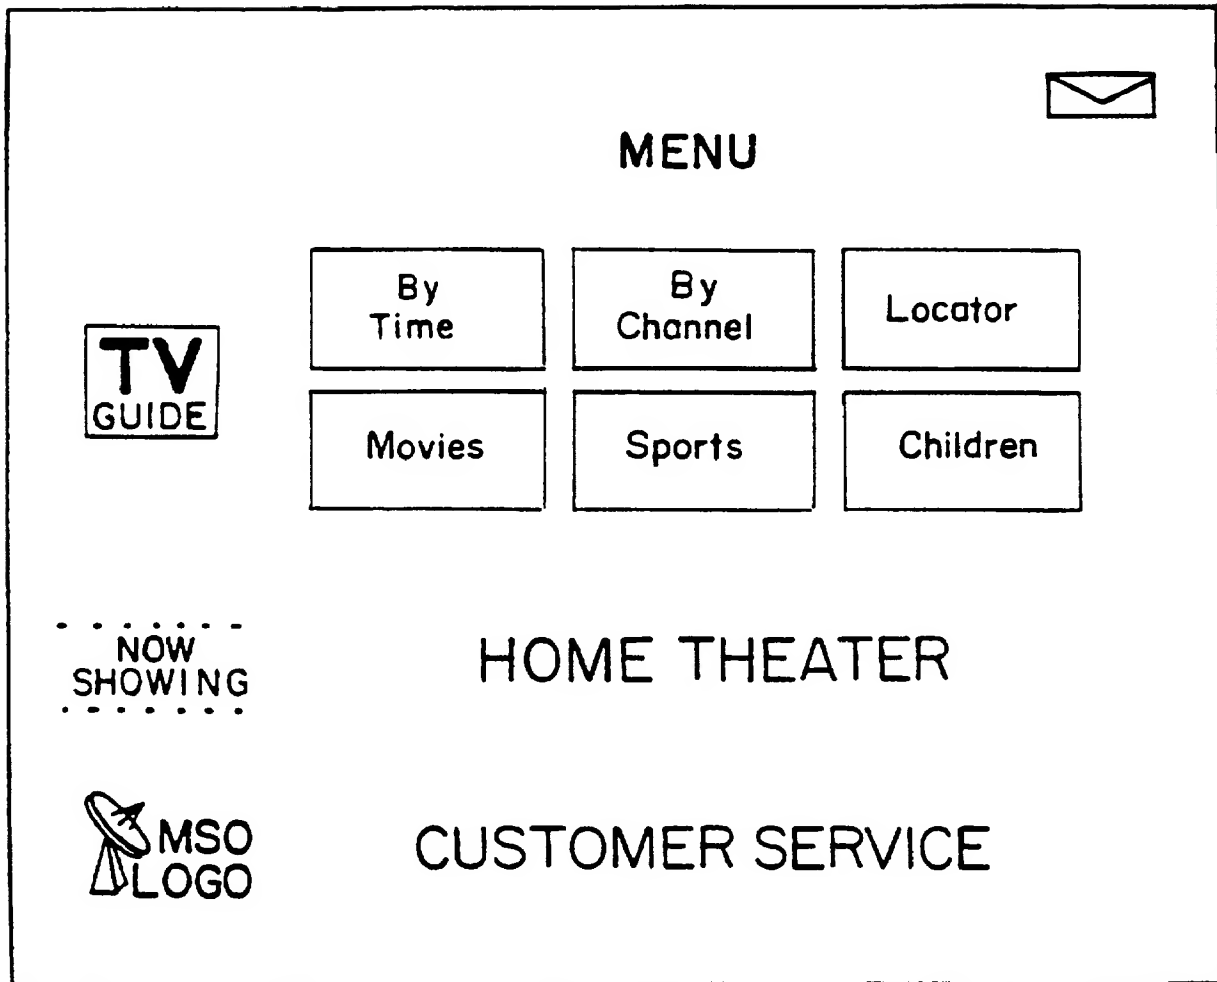 MENU
By
Time
By
Channel
Locator
TV
GUIDE
Movies
Sports
Children
NOW
SHOWING
HOME THEATER
MSO
LOGO
CUSTOMER SERVICE